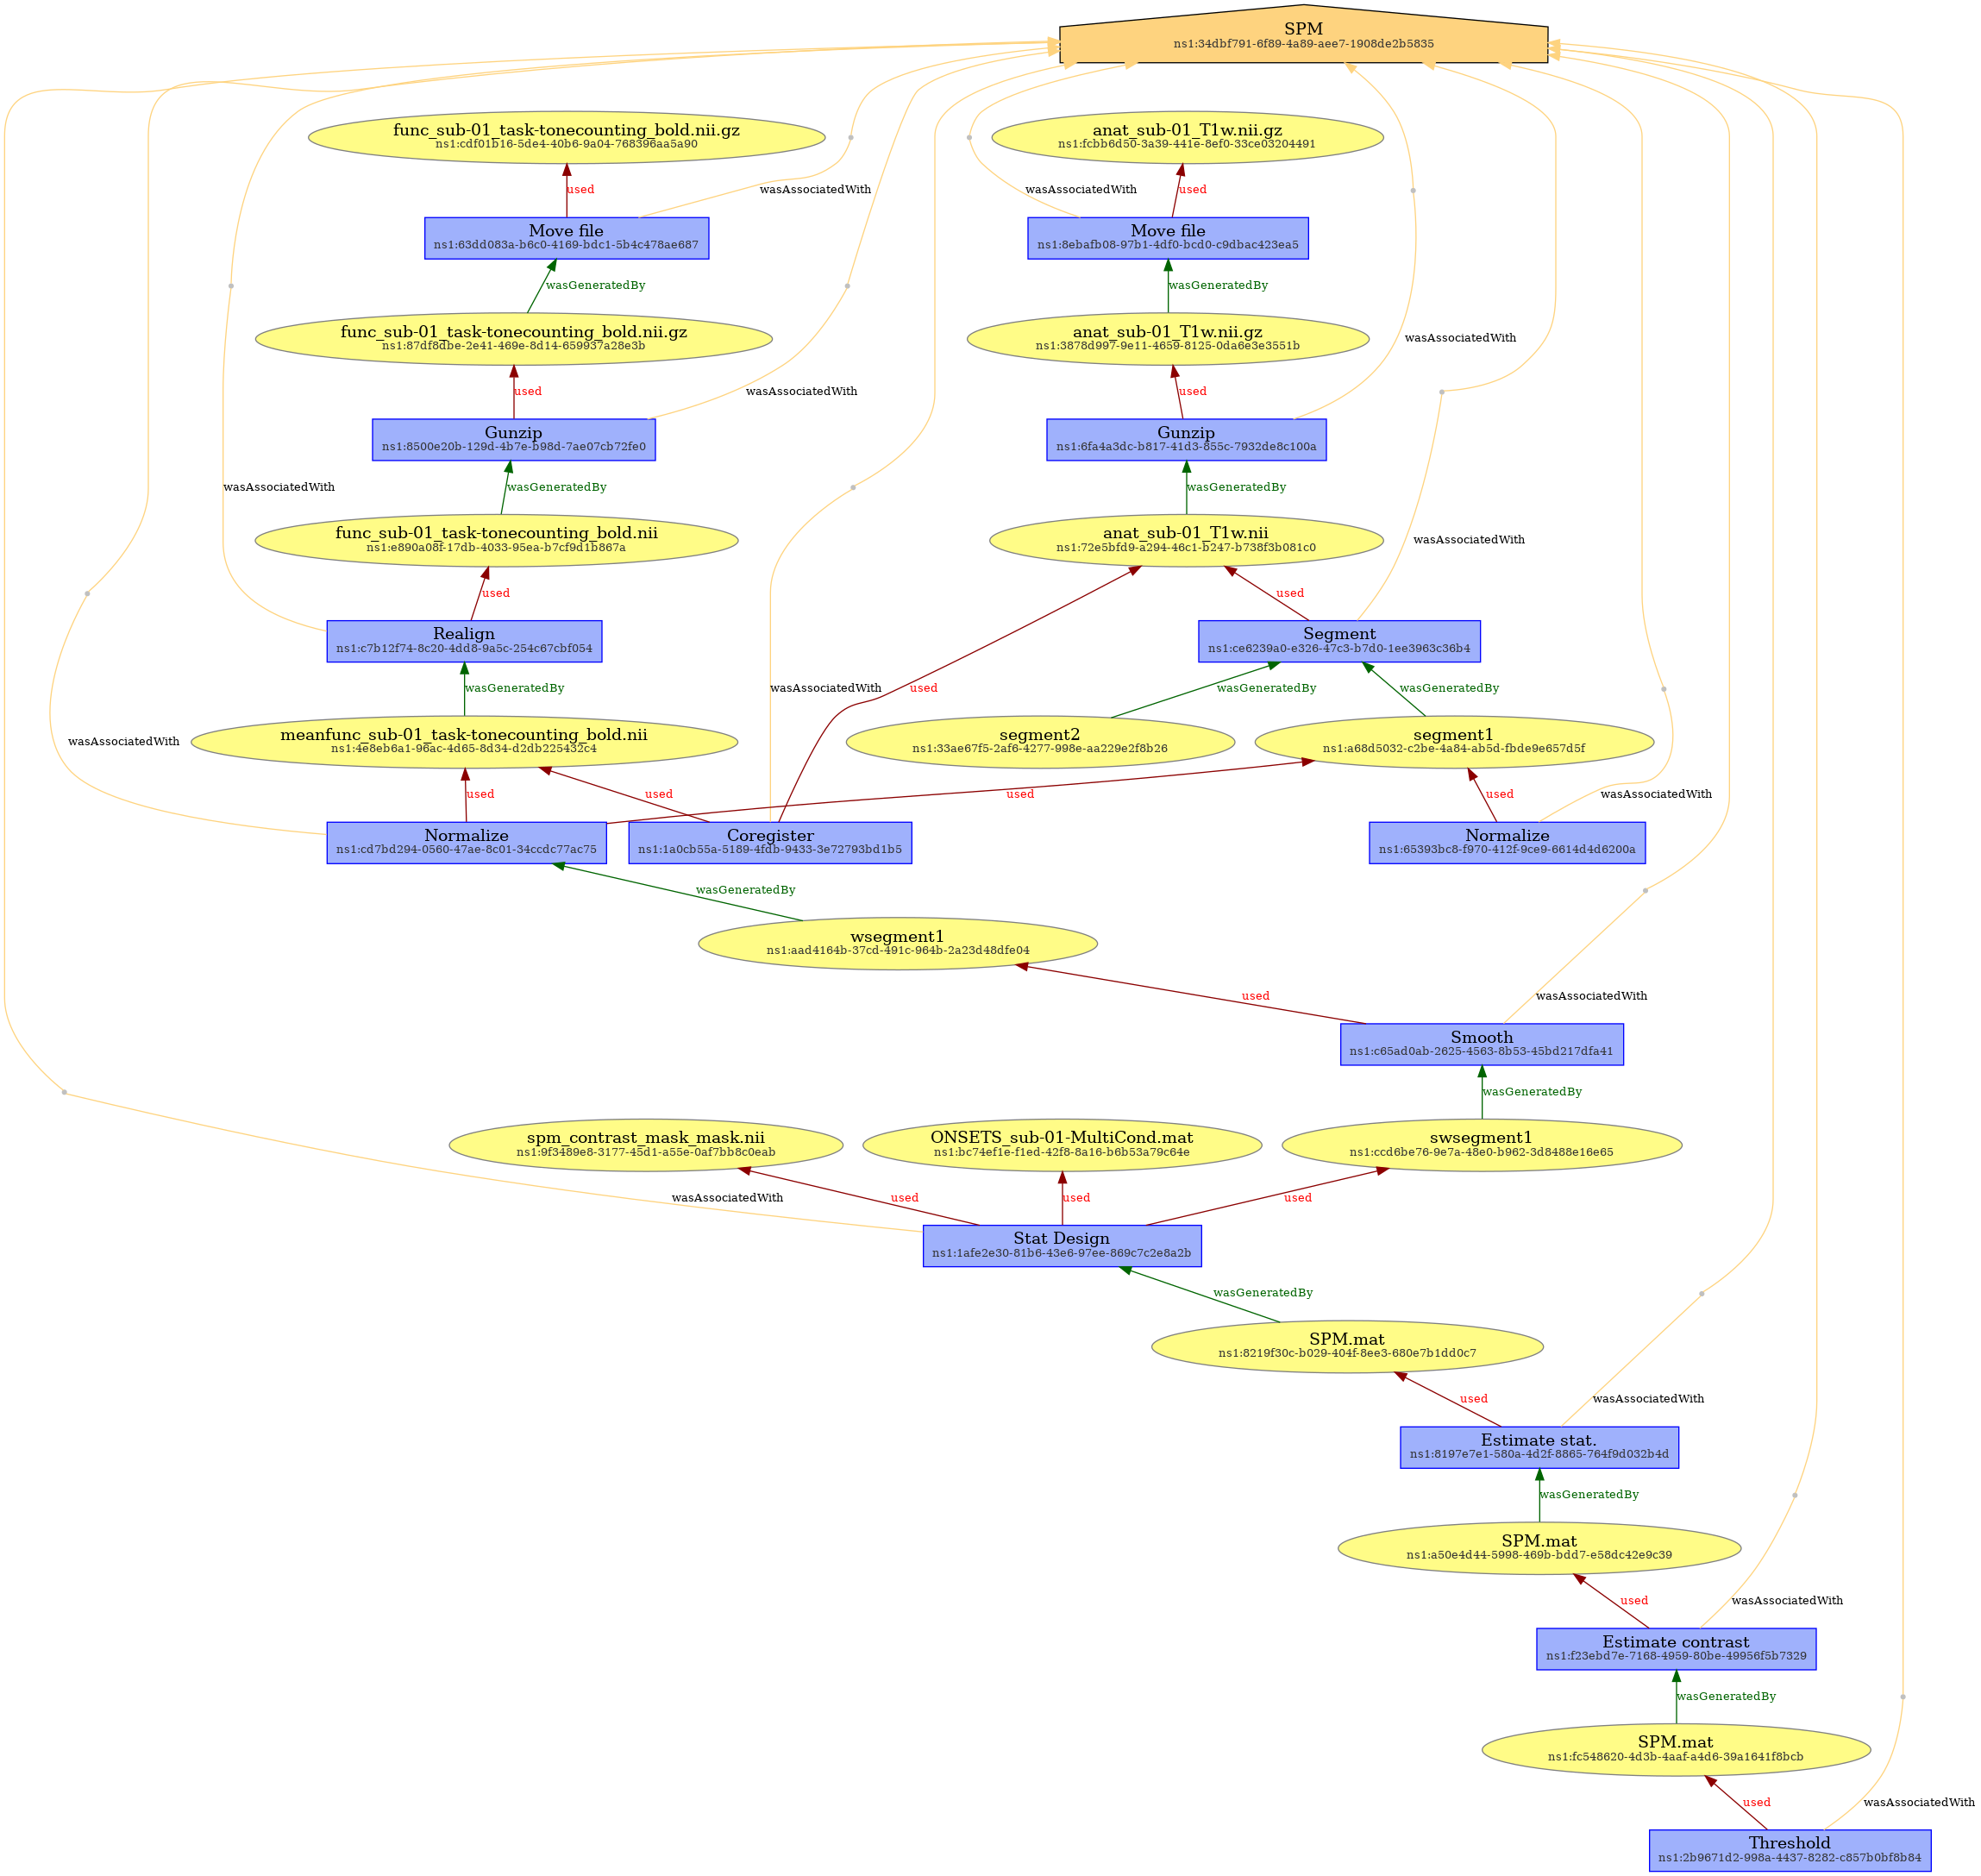 SPM
ns1:34dbf791-6f89-4a89-aee7-1908de2b5835
func_sub-01_task-tonecounting_bold.nii.gz
ns1:cdf01b16-5de4-40b6-9a04-768396aa5a90
anat_sub-01_T1w.nii.gz
ns1:fcbb6d50-3a39-441e-8ef0-33ce03204491
used
wasAssociatedWith
wasAssociatedWith
used
Move file
ns1:63dd083a-b6c0-4169-bdc1-5b4c478ae687
Move file
ns1:8ebafb08-97b1-4df0-bcd0-c9dbac423ea5
wasGeneratedBy
wasGeneratedBy
func_sub-01_task-tonecounting_bold.nii.gz
ns1:87df8dbe-2e41-469e-8d14-659937a28e3b
anat_sub-01_T1w.nii.gz
ns1:3878d997-9e11-4659-8125-0da6e3e3551b
wasAssociatedWith
used
wasAssociatedWith
used
Gunzip
ns1:8500e20b-129d-4b7e-b98d-7ae07cb72fe0
Gunzip
ns1:6fa4a3dc-b817-41d3-855c-7932de8c100a
wasAssociatedWith
wasGeneratedBy
wasGeneratedBy
func_sub-01_task-tonecounting_bold.nii
ns1:e890a08f-17db-4033-95ea-b7cf9d1b867a
anat_sub-01_T1w.nii
ns1:72e5bfd9-a294-46c1-b247-b738f3b081c0
wasAssociatedWith
used
used
Realign
ns1:c7b12f74-8c20-4dd8-9a5c-254c67cbf054
Segment
ns1:ce6239a0-e326-47c3-b7d0-1ee3963c36b4
wasGeneratedBy
wasAssociatedWith
used
wasGeneratedBy
wasGeneratedBy
meanfunc_sub-01_task-tonecounting_bold.nii
ns1:4e8eb6a1-96ac-4d65-8d34-d2db225432c4
segment2
ns1:33ae67f5-2af6-4277-998e-aa229e2f8b26
segment1
ns1:a68d5032-c2be-4a84-ab5d-fbde9e657d5f
wasAssociatedWith
used
used
used
used
wasAssociatedWith
Normalize
ns1:cd7bd294-0560-47ae-8c01-34ccdc77ac75
Coregister
ns1:1a0cb55a-5189-4fdb-9433-3e72793bd1b5
Normalize
ns1:65393bc8-f970-412f-9ce9-6614d4d6200a
wasGeneratedBy
wsegment1
ns1:aad4164b-37cd-491c-964b-2a23d48dfe04
used
wasAssociatedWith
Smooth
ns1:c65ad0ab-2625-4563-8b53-45bd217dfa41
wasGeneratedBy
spm_contrast_mask_mask.nii
ns1:9f3489e8-3177-45d1-a55e-0af7bb8c0eab
ONSETS_sub-01-MultiCond.mat
ns1:bc74ef1e-f1ed-42f8-8a16-b6b53a79c64e
swsegment1
ns1:ccd6be76-9e7a-48e0-b962-3d8488e16e65
wasAssociatedWith
used
used
used
Stat Design
ns1:1afe2e30-81b6-43e6-97ee-869c7c2e8a2b
wasGeneratedBy
SPM.mat
ns1:8219f30c-b029-404f-8ee3-680e7b1dd0c7
used
wasAssociatedWith
Estimate stat.
ns1:8197e7e1-580a-4d2f-8865-764f9d032b4d
wasGeneratedBy
SPM.mat
ns1:a50e4d44-5998-469b-bdd7-e58dc42e9c39
used
wasAssociatedWith
Estimate contrast
ns1:f23ebd7e-7168-4959-80be-49956f5b7329
wasGeneratedBy
SPM.mat
ns1:fc548620-4d3b-4aaf-a4d6-39a1641f8bcb
used
wasAssociatedWith
Threshold
ns1:2b9671d2-998a-4437-8282-c857b0bf8b84